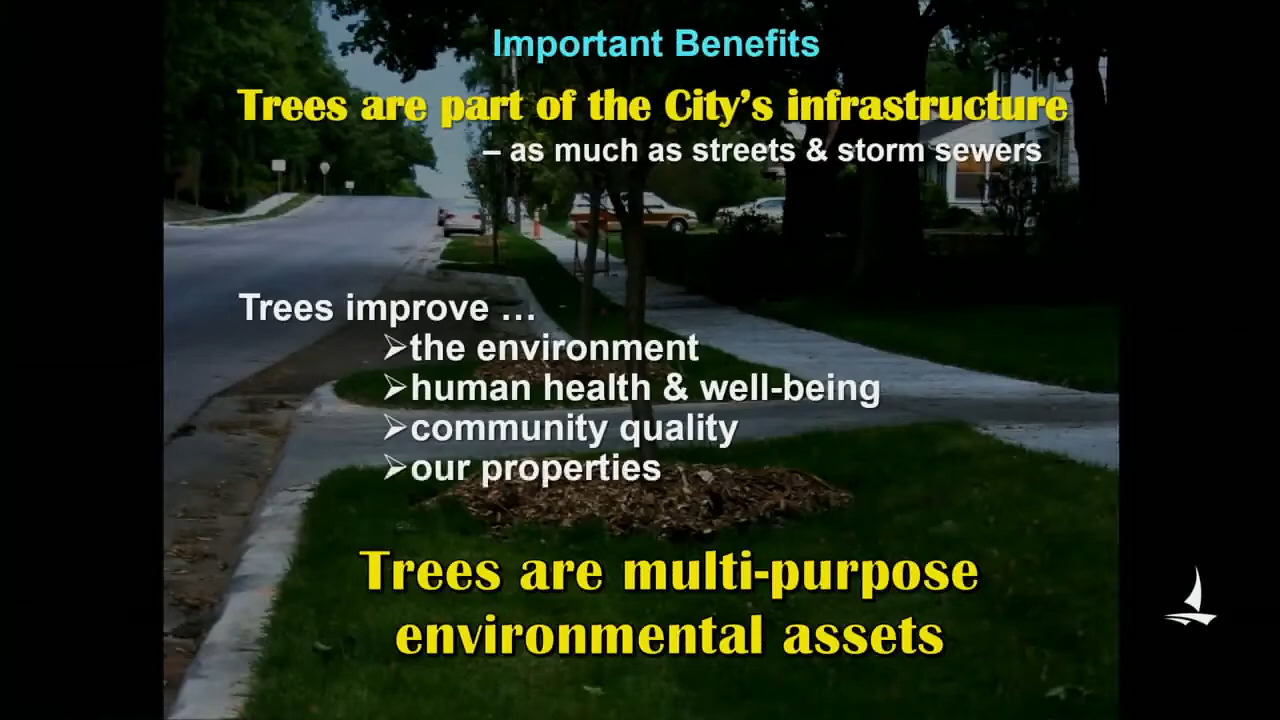 Important Benefits
Trees are part of the City's infrastructure
– as much as streets & storm sewers
Trees improve …
➢the environment
➢human health & well-being
➢community quality
➢our properties
Trees are multi-purpose
environmental assets